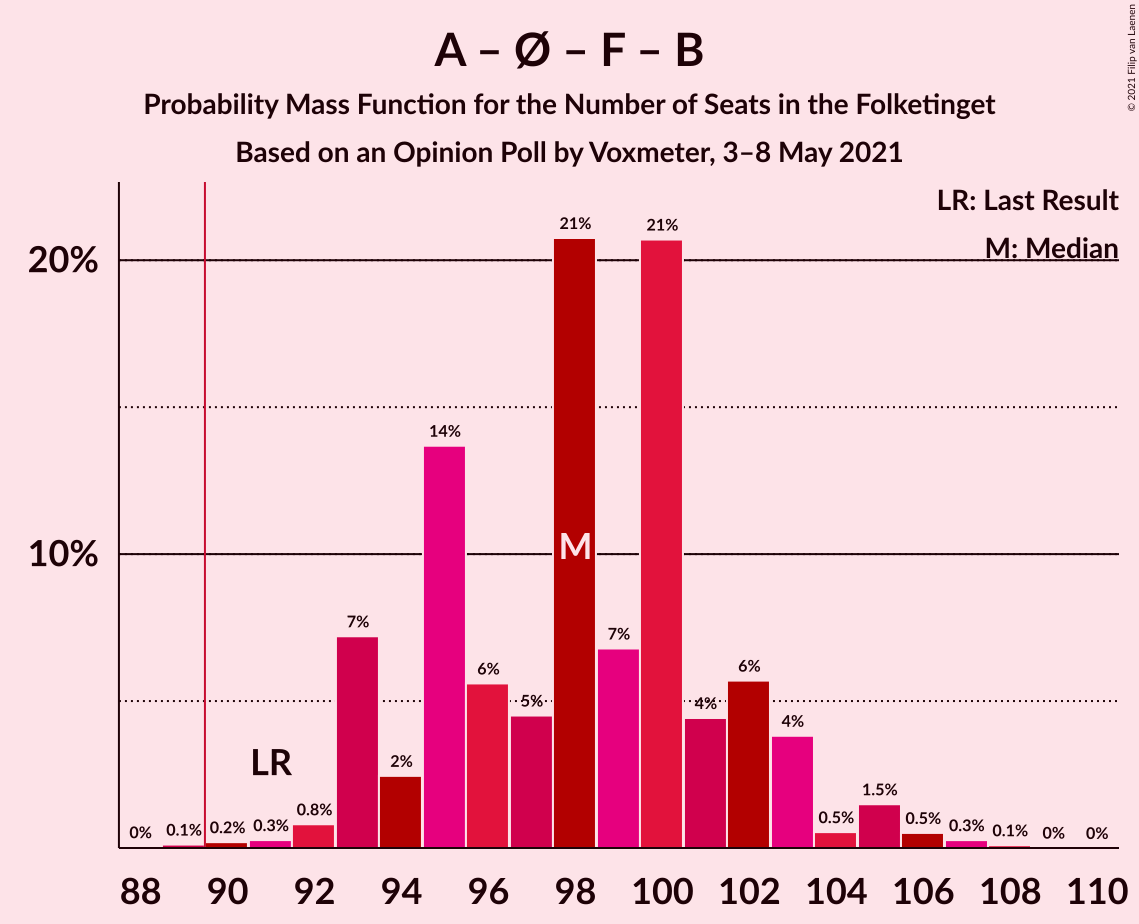 A – Ø – F – B
Probability Mass Function for the Number of Seats in the Folketinget
Based on an Opinion Poll by Voxmeter, 3–8 May 2021
© 2021 Filip van Laenen
LR: Last Result
M: Median
20%
10%
0%
0.1%
0.2%
0.3%
0.8%
7%
2%
14%
6%
5%
21%
7%
21%
4%
6%
4%
0.5%
1.5%
0.5%
0.3%
0.1%
0%
0%
LR
M
88 90 92 94 96 98 100 102 104 106 108 110